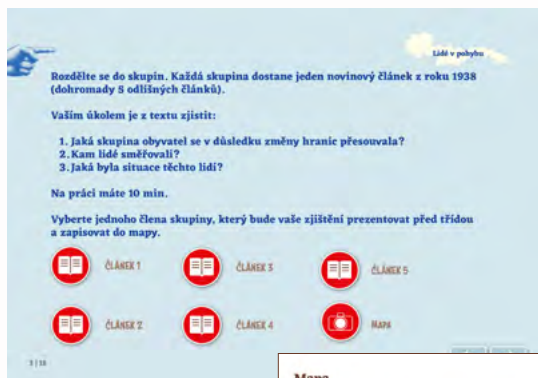 Lidé v pohybu
Rozdělte se do skupin. Každá skupina dostane jeden novinový článek z roku 1938
(dohromady 5 odlišných článků).
Vaším úkolem je z textu zjistit:
1. Jaká skupina obyvatel se v důsledku změny hranic přesouvala?
2. Kam lidé směřovali?
3. Jaká byla situace těchto lidí?
Na práci máte 10 min.
Vyberte jednoho člena skupiny, který bude vaše zjištění prezentovat před třídou
a zapisovat do mapy.
ČLÁNEK 1
ČLÁNEK 3
ČLÁNEK 5
ČLÁNEK 2
ČLÁNEK 4
MAPA
Mapa